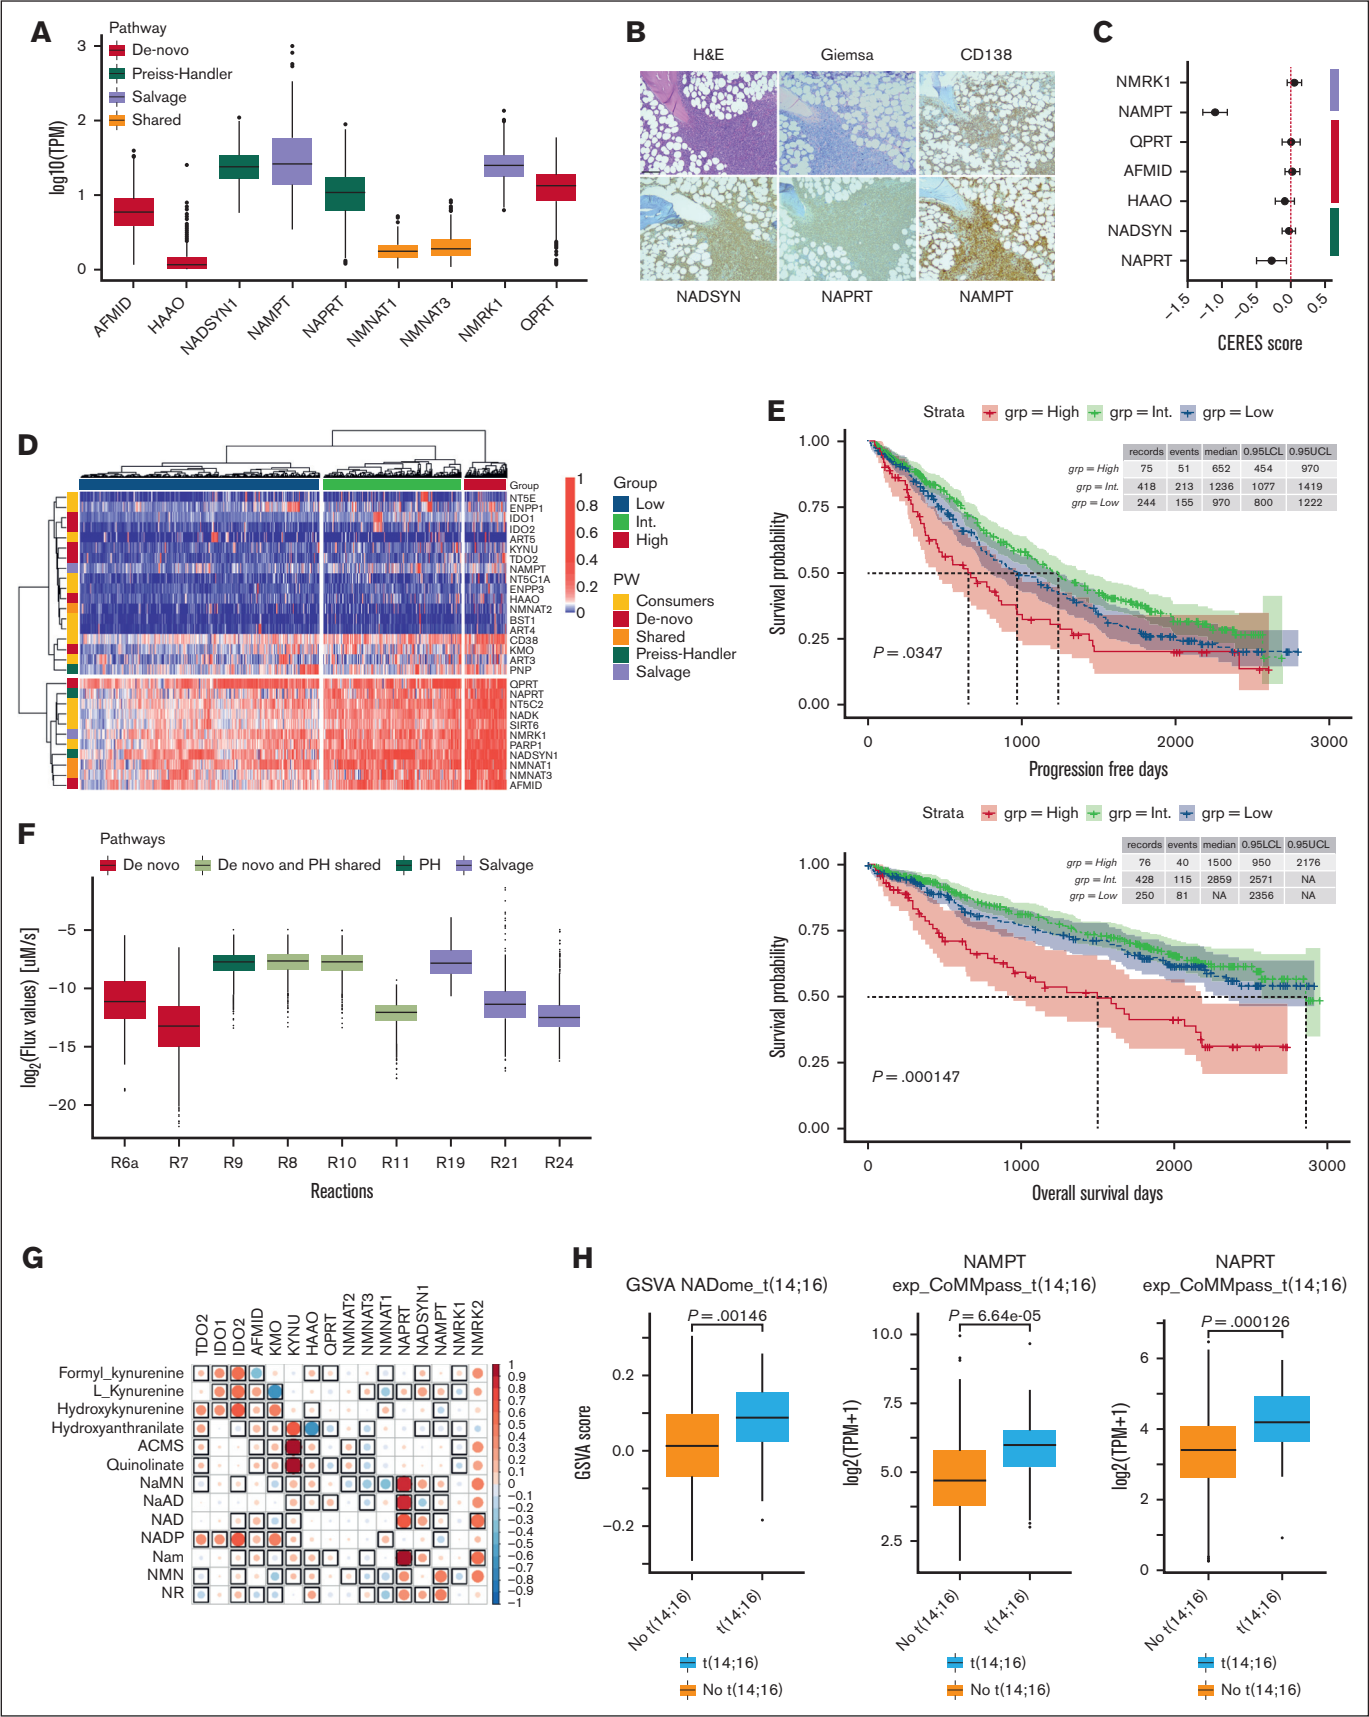 A
Pathway
De-novo
Preiss-Handler
Salvage
Shared
log10(TPM)
3
2
1
0
AFMID
HAAO
NADSYN1
NAMPT
NAPRT
NMNAT1
NMNAT3
NMRK1
QPRT
B
H&E
Giemsa
CD138
NADSYN
NAPRT
NAMPT
C
NMRK1
NAMPT
QPRT
AFMID
HAAO
NADSYN
NAPRT
−1.5
−1.0
−0.5
0.0
0.5
CERES score
D
Group
NT5E
ENPP1
IDO1
IDO2
ART5
KYNU
TDO2
NAMPT
NT5C1A
ENPP3
HAAO
NMNAT2
BST1
ART4
CD38
KMO
ART3
PNP
QPRT
NAPRT
NT5C2
NADK
SIRT6
NMRK1
PARP1
NADSYN1
NMNAT1
NMNAT3
AFMID
1
0.8
0.6
0.4
0.2
0
Group
Low
Int.
High
PW
Consumers
De-novo
Shared
Preiss-Handler
Salvage
E
Strata grp = High grp = Int. grp = Low
records events median 0.95LCL 0.95UCL
grp = High 75 51 652 454 970
grp = Int. 418 213 1236 1077 1419
grp = Low 244 155 970 800 1222
Survival probability
1.00
0.75
0.50
0.25
0.00
P = .0347
0 1000 2000 3000
Progression free days
Strata grp = High grp = Int. grp = Low
records events median 0.95LCL 0.95UCL
grp = High 76 40 1500 950 2176
grp = Int. 428 115 2859 2571 NA
grp = Low 250 81 NA 2356 NA
Survival probability
1.00
0.75
0.50
0.25
0.00
P = .000147
0 1000 2000 3000
Overall survival days
F
Pathways
De novo De novo and PH shared PH Salvage
log2(Flux values) [uM/s]
−5
−10
−15
−20
R6a R7 R9 R8 R10 R11 R19 R21 R24
Reactions
G
TDO2
IDO1
IDO2
AFMID
KMO
KYNU
HAAO
QPRT
NMNAT2
NMNAT3
NMNAT1
NAPRT
NADSYN1
NAMPT
NMRK1
NMRK2
Formyl_kynurenine
L_Kynurenine
Hydroxykynurenine
Hydroxyanthranilate
ACMS
Quinolinate
NaMN
NaAD
NAD
NADP
Nam
NMN
NR
1
0.9
0.8
0.7
0.6
0.5
0.4
0.3
0.2
0.1
0
−0.1
−0.2
−0.3
−0.4
−0.5
−0.6
−0.7
−0.8
−0.9
−1
H
GSVA NADome_t(14;16)
P = .00146
GSVA score
0.2
0.0
−0.2
No t(14;16)
t(14;16)
t(14;16)
No t(14;16)
NAMPT
exp_CoMMpass_t(14;16)
P = 6.64e-05
log2(TPM+1)
10.0
7.5
5.0
2.5
No t(14;16)
t(14;16)
t(14;16)
No t(14;16)
NAPRT
exp_CoMMpass_t(14;16)
P = .000126
log2(TPM+1)
6
4
2
0
No t(14;16)
t(14;16)
t(14;16)
No t(14;16)